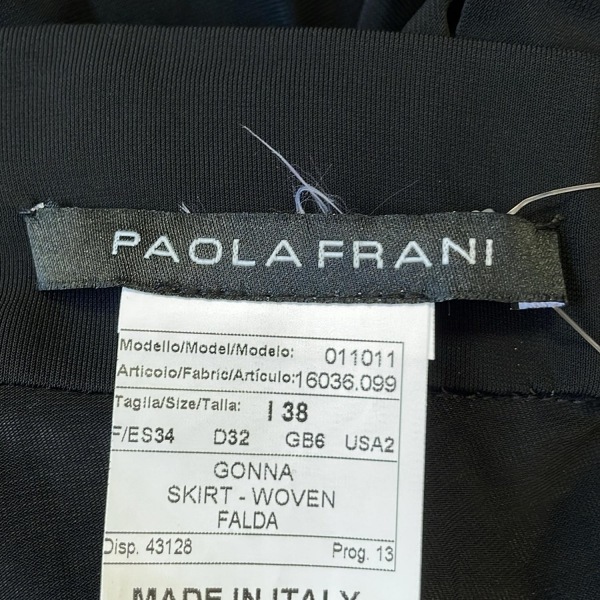 PAOLA FRANI
Modello/Model/Modelo: 011011
Articolo/Fabric/Artículo: 16036.099
Taglia/Size/Talla: I 38
F/ES34 D32 GB6 USA2
GONNA
SKIRT - WOVEN
FALDA
Disp. 43128 Prog. 13
MADE IN ITALY